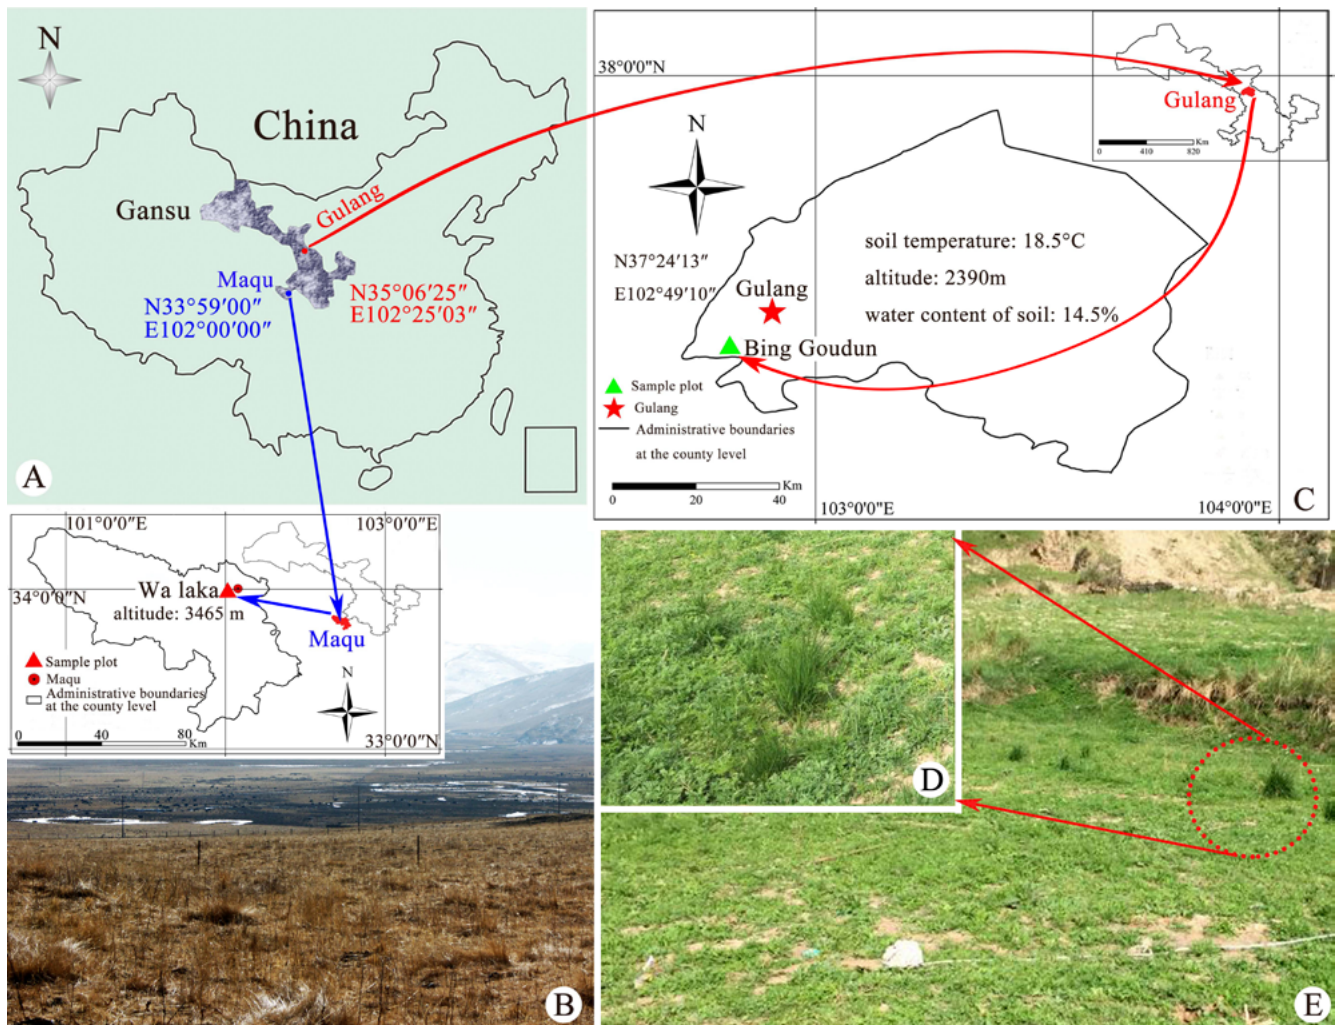 N
China
Gansu
Gulang
Maqu
N33°59′00″
E102°00′00″
N35°06′25″
E102°25′03″
A
38°0′0″N
Gulang
Km
0 410 820
N
N37°24′13″
E102°49′10″
soil temperature: 18.5°C
altitude: 2390m
water content of soil: 14.5%
Gulang
Bing Goudun
Sample plot
Gulang
Administrative boundaries
at the county level
Km
0 20 40
103°0′0″E
104°0′0″E
C
101°0′0″E
103°0′0″E
34°0′0″N
Wa laka
altitude: 3465 m
Maqu
Sample plot
Maqu
Administrative boundaries
at the county level
N
0 40 80
Km
33°0′0″N
B
D
E